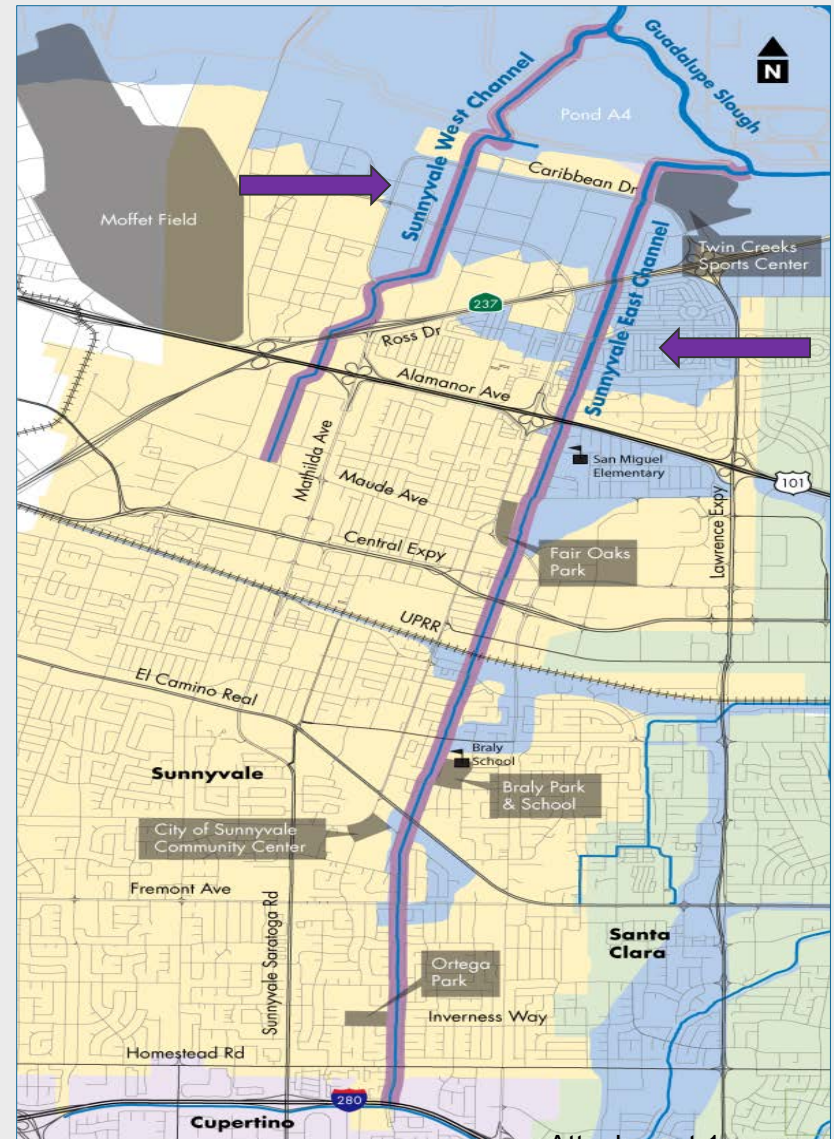 Guadalupe Slough
N
Sunnyvale West Channel
Pond A4
Caribbean Dr
Moffet Field
Twin Creeks
Sports Center
237
Sunnyvale East Channel
Ross Dr
Alamanor Ave
Mathilda Ave
San Miguel
Elementary
101
Maude Ave
Lawrence Expy
Central Expy
Fair Oaks
Park
UPRR
El Camino Real
Braly
School
Sunnyvale
Braly Park
& School
City of Sunnyvale
Community Center
Fremont Ave
Sunnyvale Saratoga Rd
Santa
Clara
Ortega
Park
Inverness Way
Homestead Rd
280
Cupertino